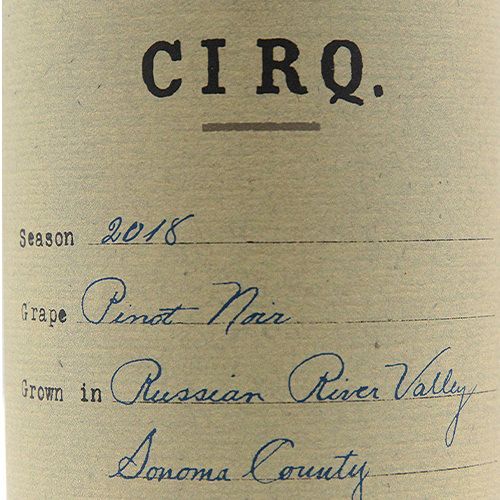 CIRQ.
Season 2018
Grape Pinot Noir
Grown in Russian River Valley
Sonoma County